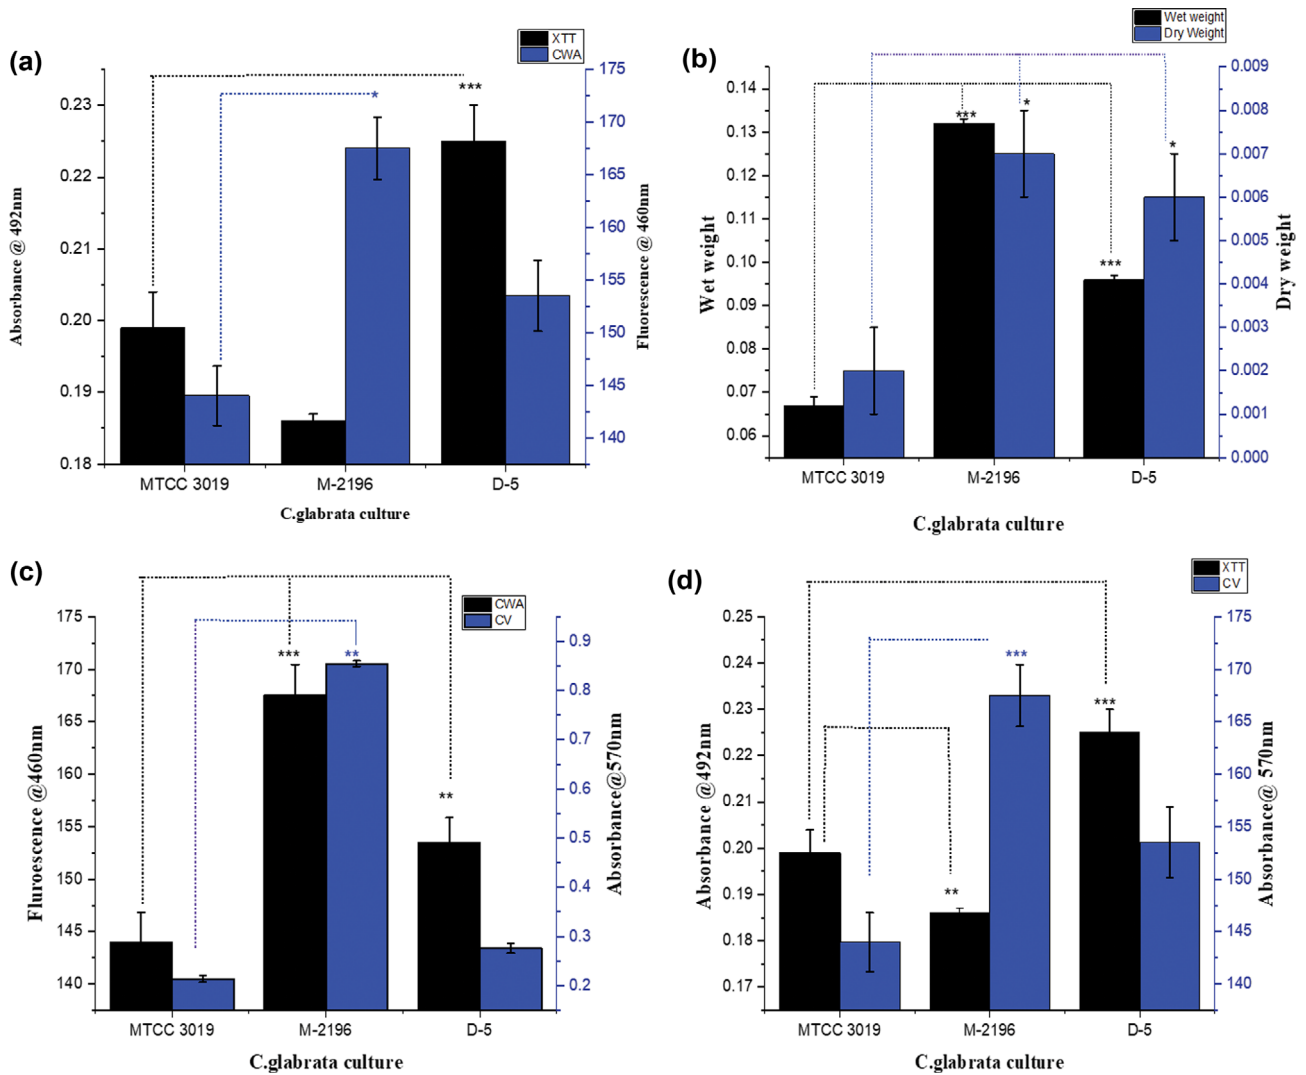 (a)
XTT
CWA
0.23
0.22
0.21
0.20
0.19
0.18
Absorbance @ 492nm
175
170
165
160
155
150
145
140
Fluorescence @ 460nm
***
*
MTCC 3019
M-2196
D-5
C.glabrata culture
(b)
Wet weight
Dry Weight
0.14
0.13
0.12
0.11
0.10
0.09
0.08
0.07
0.06
Wet weight
0.009
0.008
0.007
0.006
0.005
0.004
0.003
0.002
0.001
0.000
Dry weight
***
*
***
*
MTCC 3019
M-2196
D-5
C.glabrata culture
(c)
CWA
CV
175
170
165
160
155
150
145
140
Fluroescence @460nm
0.9
0.8
0.7
0.6
0.5
0.4
0.3
0.2
Absorbance@570nm
***
**
**
MTCC 3019
M-2196
D-5
C.glabrata culture
(d)
XTT
CV
0.25
0.24
0.23
0.22
0.21
0.20
0.19
0.18
0.17
Absorbance @492nm
175
170
165
160
155
150
145
140
Absorbance@ 570nm
***
***
**
MTCC 3019
M-2196
D-5
C.glabrata culture